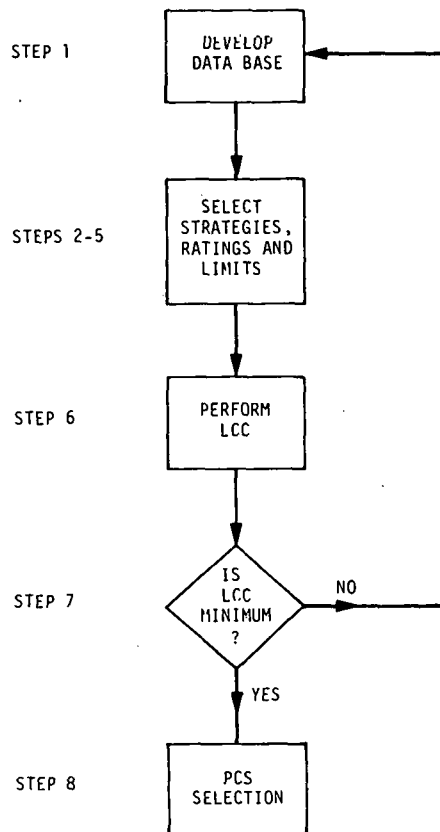 STEP 1
DEVELOP
DATA BASE
STEPS 2-5
SELECT
STRATEGIES,
RATINGS AND
LIMITS
STEP 6
PERFORM
LCC
STEP 7
IS
LCC
MINIMUM
?
NO
YES
STEP 8
PCS
SELECTION